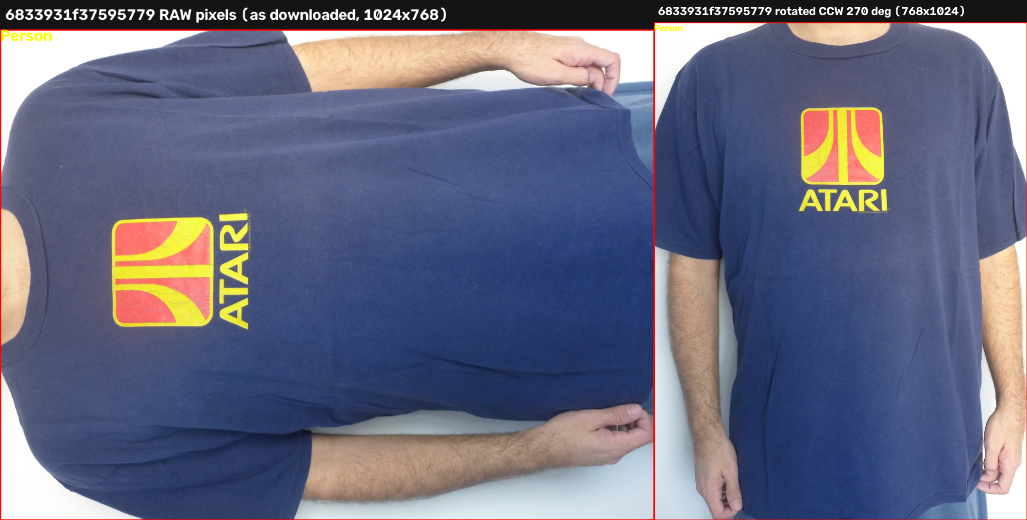 6833931f37595779 RAW pixels (as downloaded, 1024x768)
Person
ATARI
6833931f37595779 rotated CCW 270 deg (768x1024)
Person
ATARI